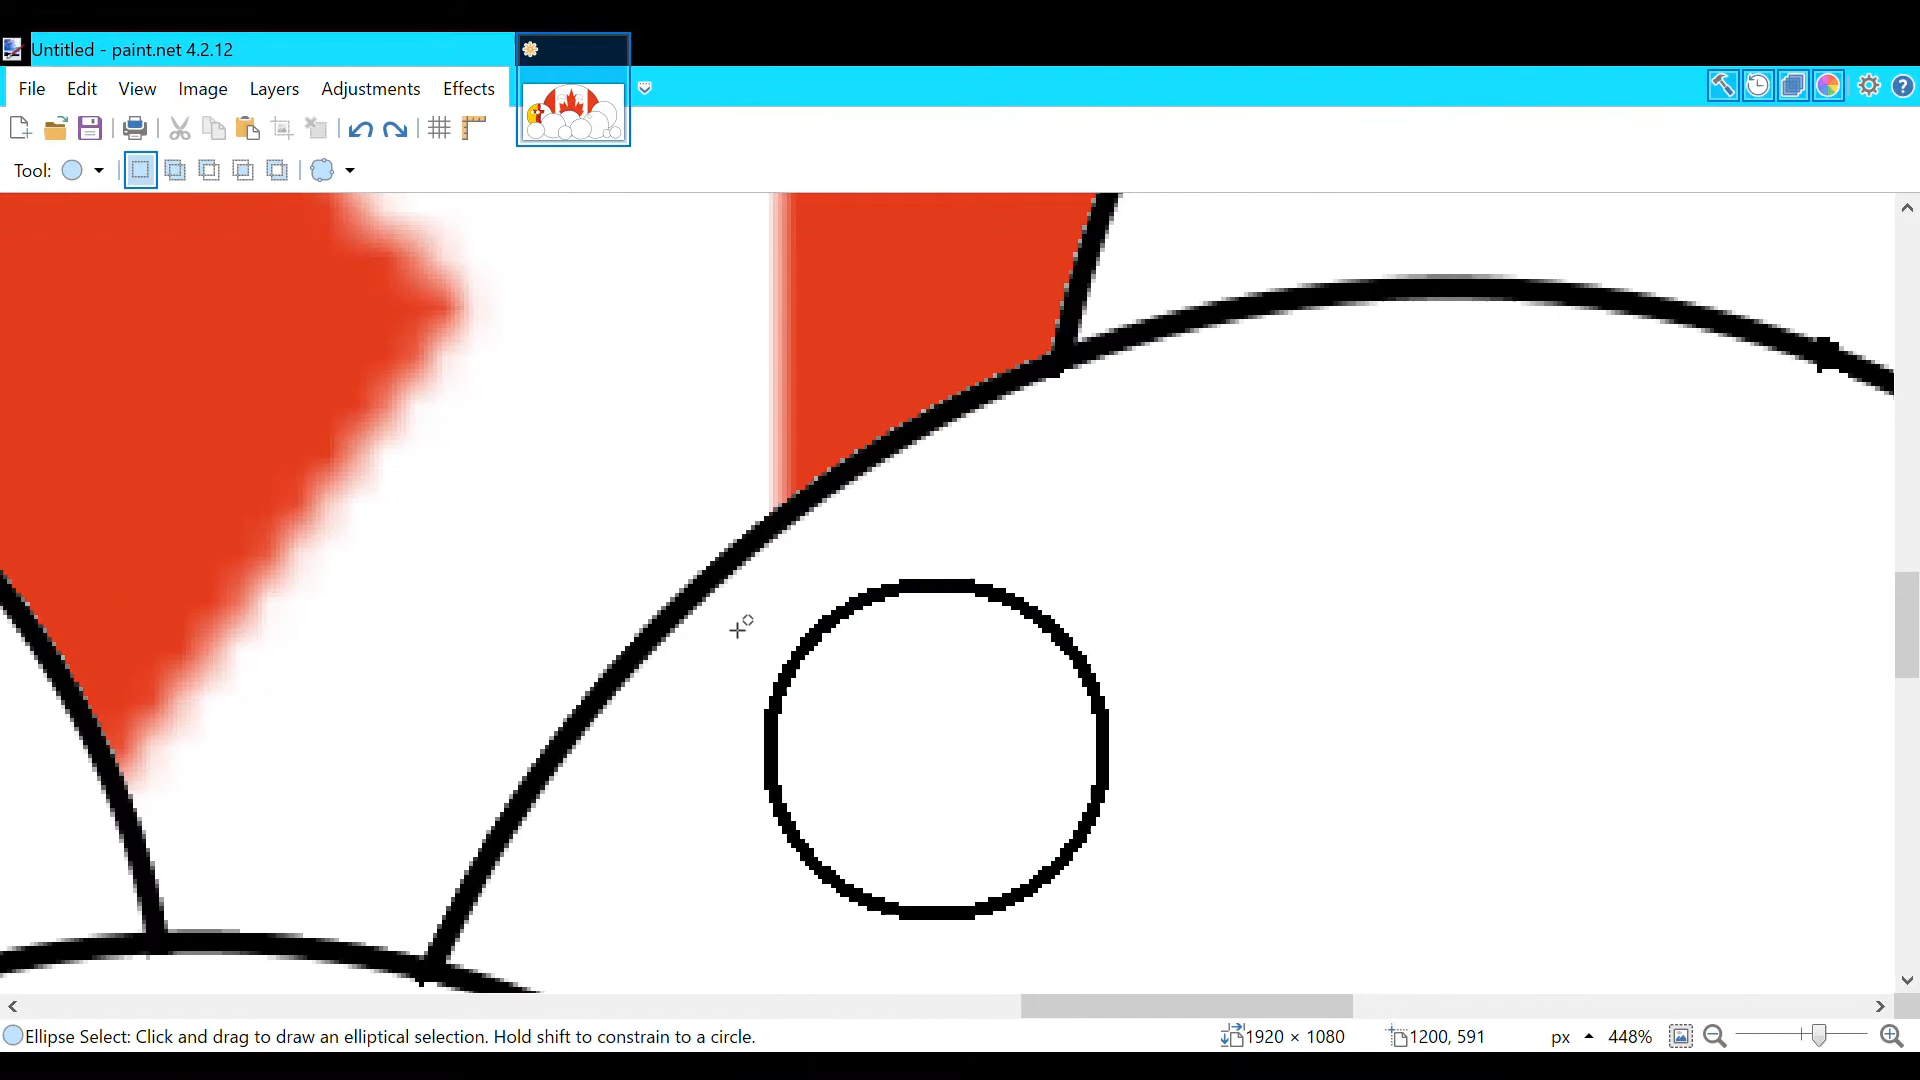 Untitled - paint.net 4.2.12
File Edit View Image Layers Adjustments Effects
Tool:
Ellipse Select: Click and drag to draw an elliptical selection. Hold shift to constrain to a circle.
1920 × 1080
1200, 591
px
448%